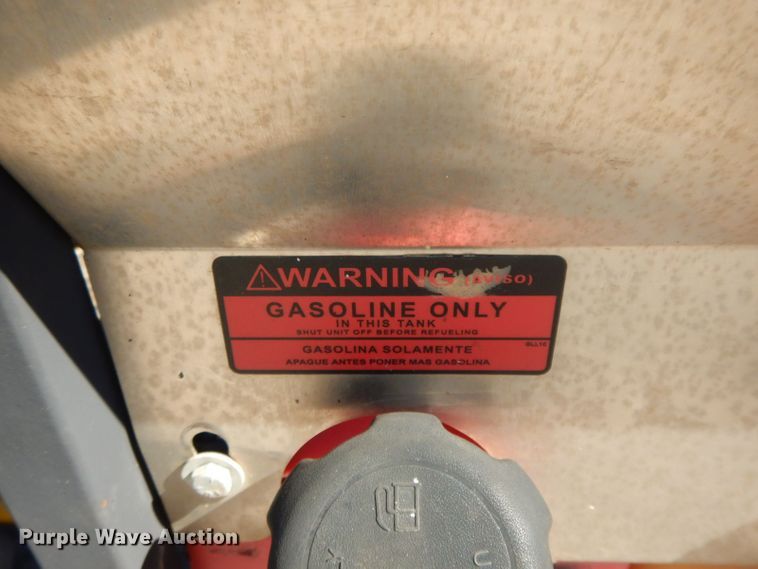 WARNING (AVISO)
GASOLINE ONLY
IN THIS TANK
SHUT UNIT OFF BEFORE REFUELING
GASOLINA SOLAMENTE
APAGUE ANTES PONER MAS GASOLINA
Purple Wave Auction